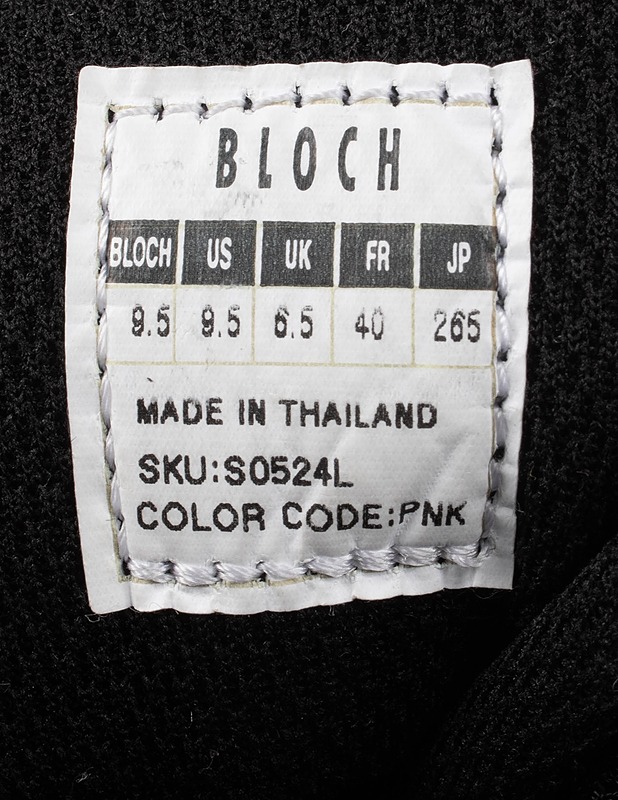 BLOCH
BLOCH US UK FR JP
9.5 9.5 6.5 40 265
MADE IN THAILAND
SKU:S0524L
COLOR CODE:PNK